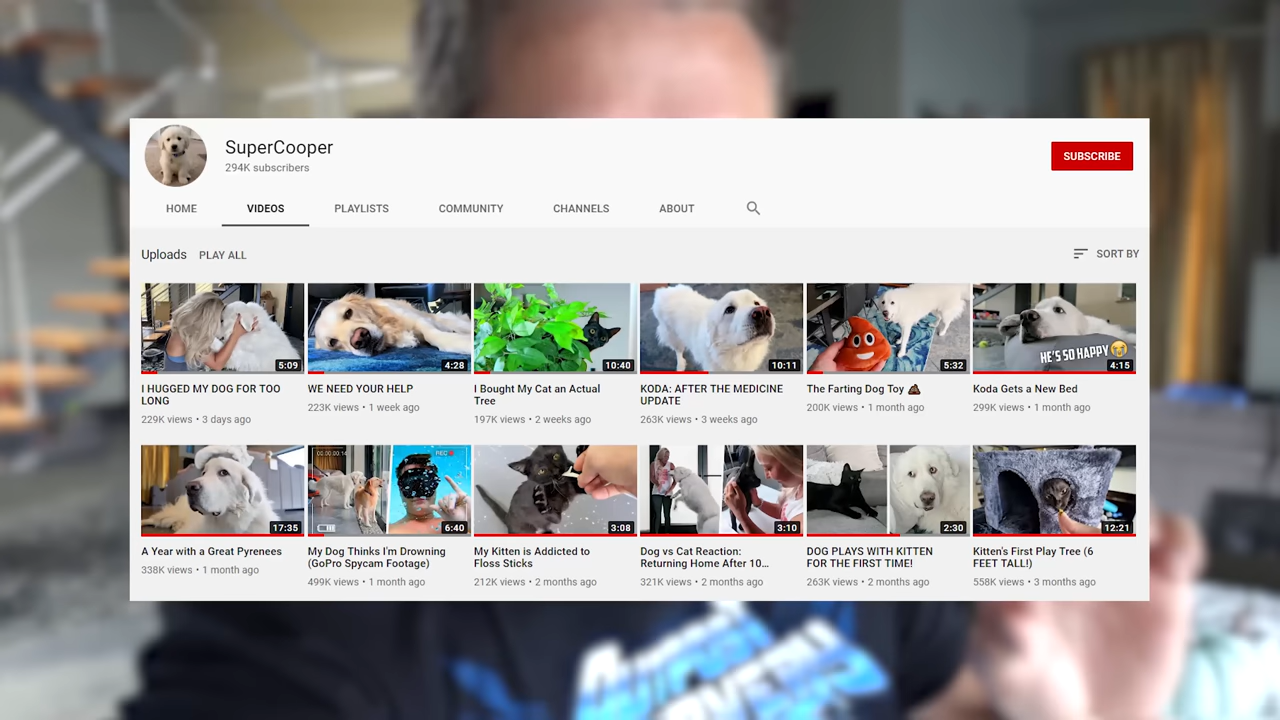 SuperCooper
294K subscribers
SUBSCRIBE
HOME VIDEOS PLAYLISTS COMMUNITY CHANNELS ABOUT
Uploads PLAY ALL SORT BY
5:09 4:28 10:40 10:11 5:32 HE'S SO HAPPY 😭 4:15
I HUGGED MY DOG FOR TOO
LONG
229K views • 3 days ago
WE NEED YOUR HELP
223K views • 1 week ago
I Bought My Cat an Actual
Tree
197K views • 2 weeks ago
KODA: AFTER THE MEDICINE
UPDATE
263K views • 3 weeks ago
The Farting Dog Toy 💩
200K views • 1 month ago
Koda Gets a New Bed
299K views • 1 month ago
17:35 REC 6:40 3:08 3:10 2:30 12:21
A Year with a Great Pyrenees
338K views • 1 month ago
My Dog Thinks I'm Drowning
(GoPro Spycam Footage)
499K views • 1 month ago
My Kitten is Addicted to
Floss Sticks
212K views • 2 months ago
Dog vs Cat Reaction:
Returning Home After 10...
321K views • 2 months ago
DOG PLAYS WITH KITTEN
FOR THE FIRST TIME!
263K views • 2 months ago
Kitten's First Play Tree (6
FEET TALL!)
558K views • 3 months ago